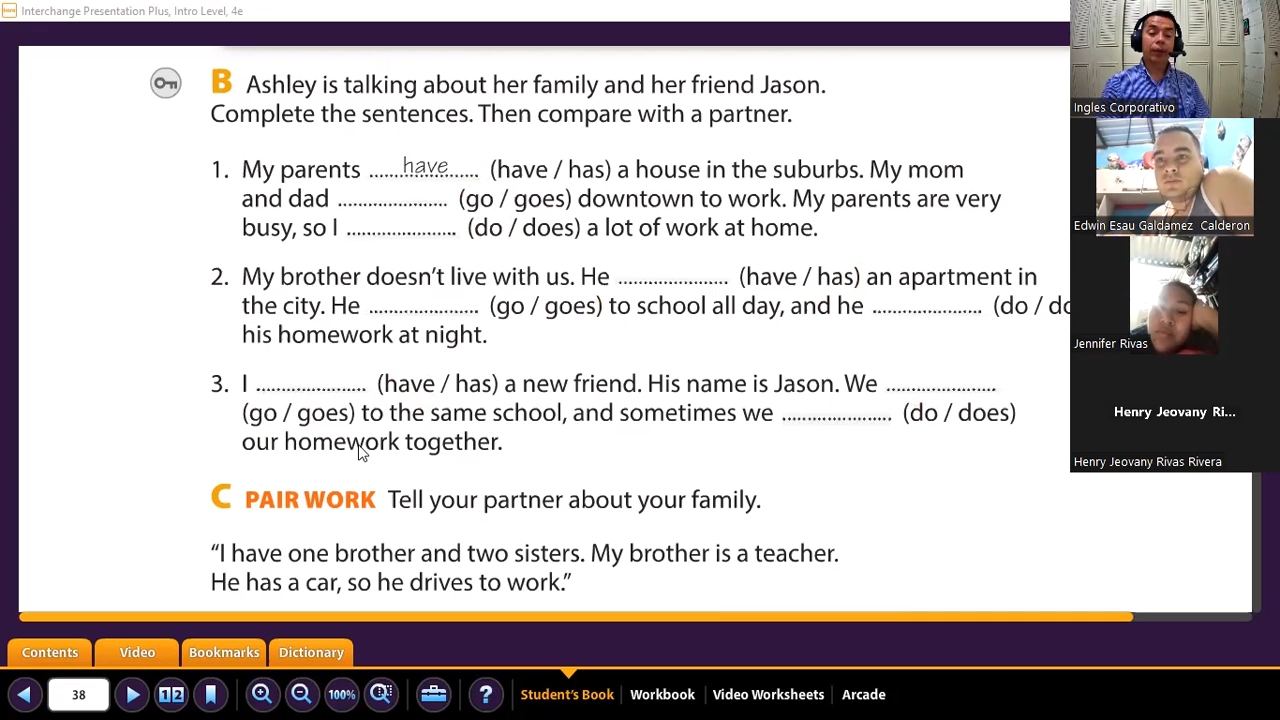 Interchange Presentation Plus, Intro Level, 4e
B Ashley is talking about her family and her friend Jason.
Complete the sentences. Then compare with a partner.
1. My parents ....have.... (have / has) a house in the suburbs. My mom
and dad .................... (go / goes) downtown to work. My parents are very
busy, so I .................... (do / does) a lot of work at home.
2. My brother doesn't live with us. He .................... (have / has) an apartment in
the city. He .................... (go / goes) to school all day, and he .................... (do / do
his homework at night.
3. I .................... (have / has) a new friend. His name is Jason. We ....................
(go / goes) to the same school, and sometimes we .................... (do / does)
our homework together.
C PAIR WORK Tell your partner about your family.
“I have one brother and two sisters. My brother is a teacher.
He has a car, so he drives to work.”
Ingles Corporativo
Edwin Esau Galdamez Calderon
Jennifer Rivas
Henry Jeovany Ri...
Henry Jeovany Rivas Rivera
Contents Video Bookmarks Dictionary
38 1 2 100% ? Student's Book Workbook Video Worksheets Arcade